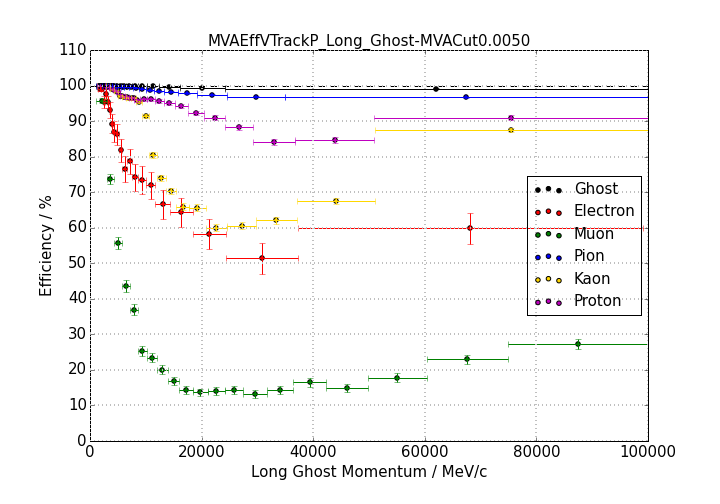 MVAEffVTrackP_Long_Ghost-MVACut0.0050
110
100
90
80
70
60
50
40
30
20
10
0
Efficiency / %
Ghost
Electron
Muon
Pion
Kaon
Proton
0 20000 40000 60000 80000 100000
Long Ghost Momentum / MeV/c